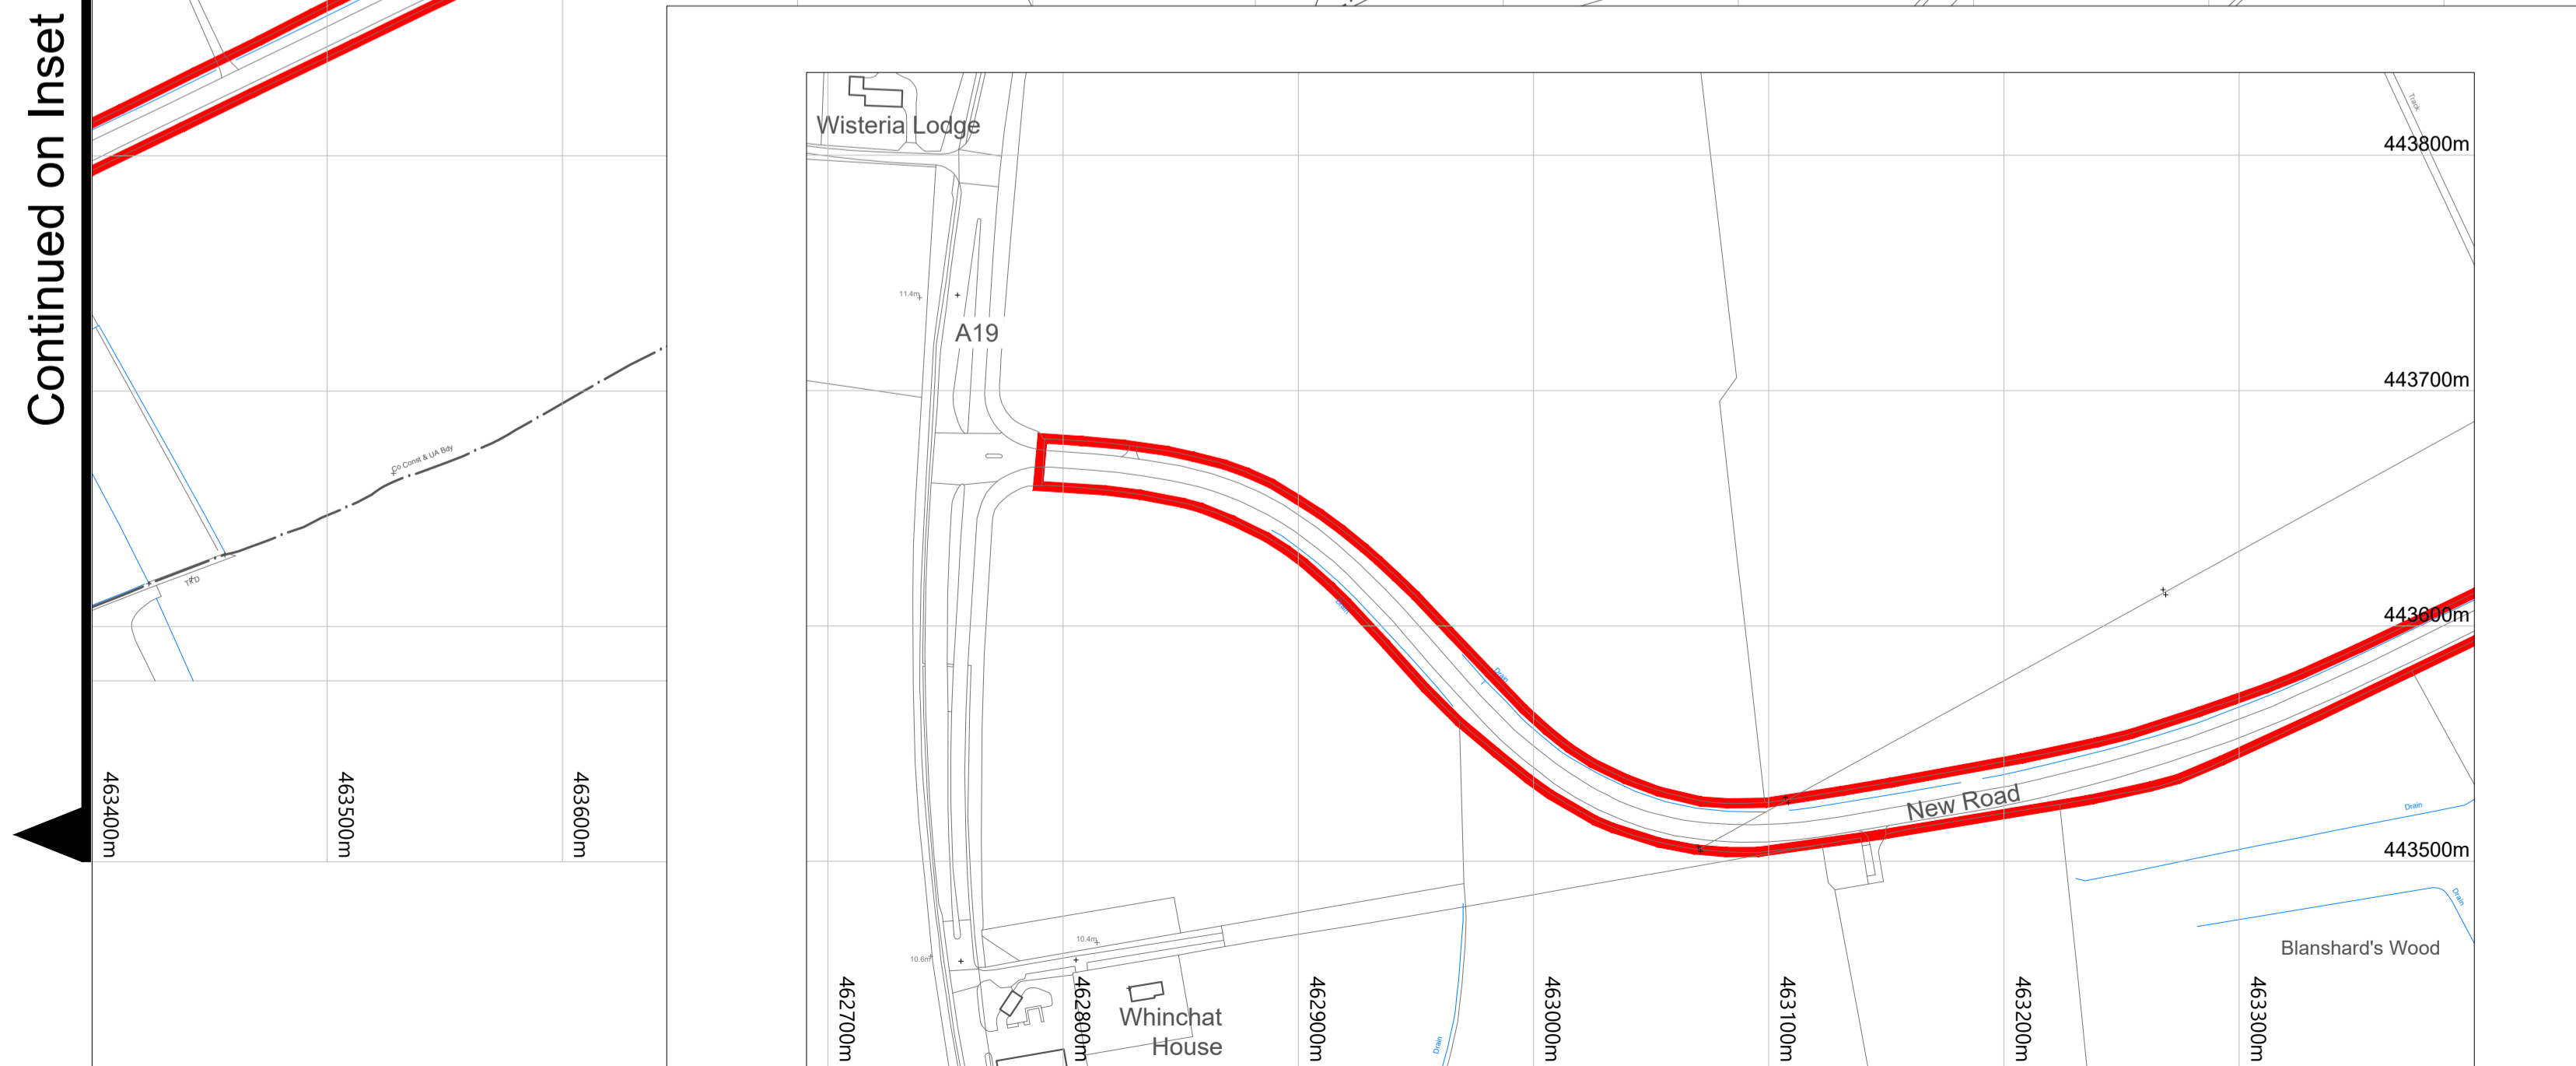 Continued on Inset
Co Const & UA Bdy
463400m
463500m
463600m
Wisteria Lodge
Track
443800m
11.4m
A19
443700m
Drain
Drain
443600m
New Road
Drain
443500m
Drain
10.4m
10.6m
Blanshard's Wood
Drain
Whinchat
House
462700m
462800m
462900m
463000m
463100m
463200m
463300m